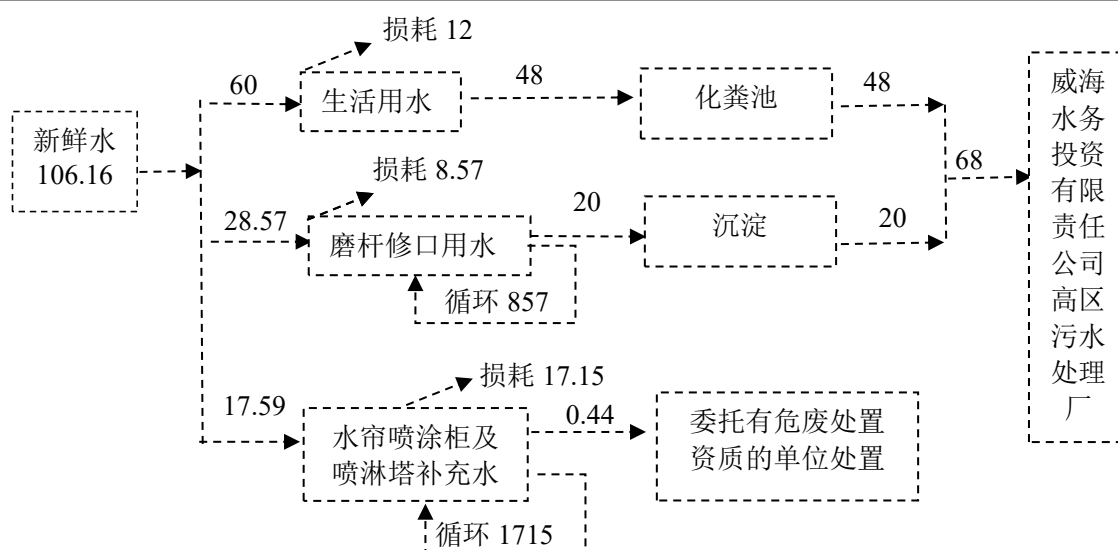 损耗 12
60
生活用水
48
化粪池
48
新鲜水
106.16
损耗 8.57
28.57
磨杆修口用水
20
沉淀
20
循环 857
68
威海
水务
投资
有限
责任
公司
高区
污水
处理
厂
损耗 17.15
17.59
水帘喷涂柜及
喷淋塔补充水
0.44
委托有危废处置
资质的单位处置
循环 1715